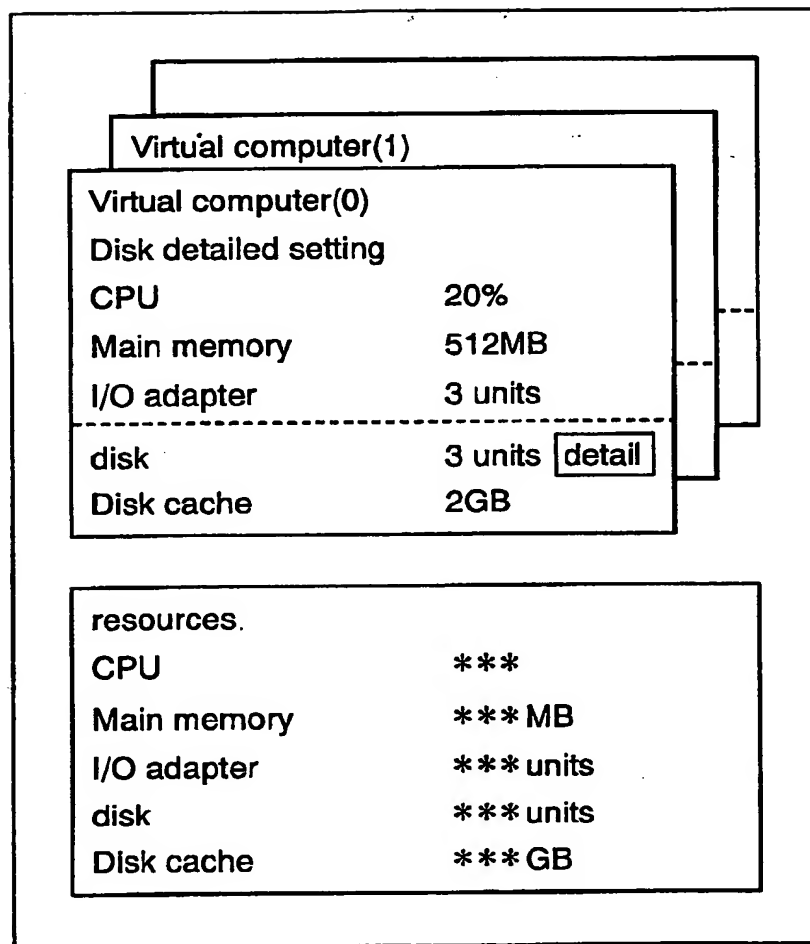 Virtual computer(1)
Virtual computer(0)
Disk detailed setting
CPU 20%
Main memory 512MB
I/O adapter 3 units
disk 3 units detail
Disk cache 2GB
resources.
CPU ***
Main memory ***MB
I/O adapter ***units
disk ***units
Disk cache ***GB